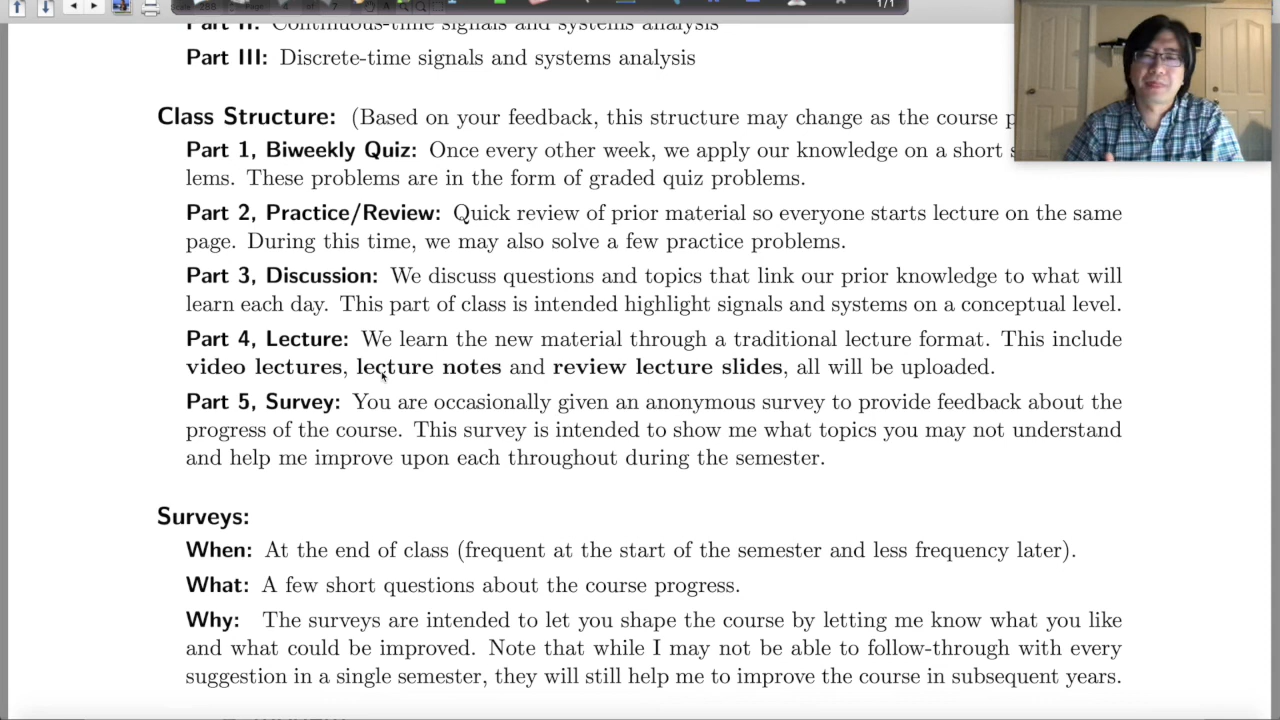 1/1
Part II: Continuous-time signals and systems analysis
Part III: Discrete-time signals and systems analysis
Class Structure: (Based on your feedback, this structure may change as the course
Part 1, Biweekly Quiz: Once every other week, we apply our knowledge on a short
lems. These problems are in the form of graded quiz problems.
Part 2, Practice/Review: Quick review of prior material so everyone starts lecture on the same
page. During this time, we may also solve a few practice problems.
Part 3, Discussion: We discuss questions and topics that link our prior knowledge to what will
learn each day. This part of class is intended highlight signals and systems on a conceptual level.
Part 4, Lecture: We learn the new material through a traditional lecture format. This include
video lectures, lecture notes and review lecture slides, all will be uploaded.
Part 5, Survey: You are occasionally given an anonymous survey to provide feedback about the
progress of the course. This survey is intended to show me what topics you may not understand
and help me improve upon each throughout during the semester.
Surveys:
When: At the end of class (frequent at the start of the semester and less frequency later).
What: A few short questions about the course progress.
Why: The surveys are intended to let you shape the course by letting me know what you like
and what could be improved. Note that while I may not be able to follow-through with every
suggestion in a single semester, they will still help me to improve the course in subsequent years.